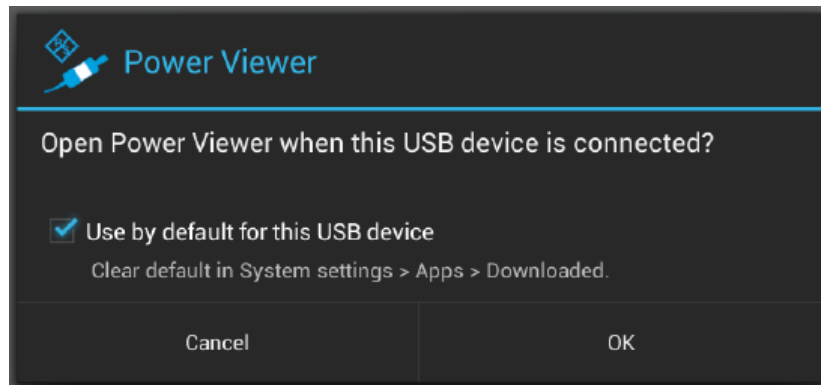 Power Viewer
Open Power Viewer when this USB device is connected?
Use by default for this USB device
Clear default in System settings > Apps > Downloaded.
Cancel
OK